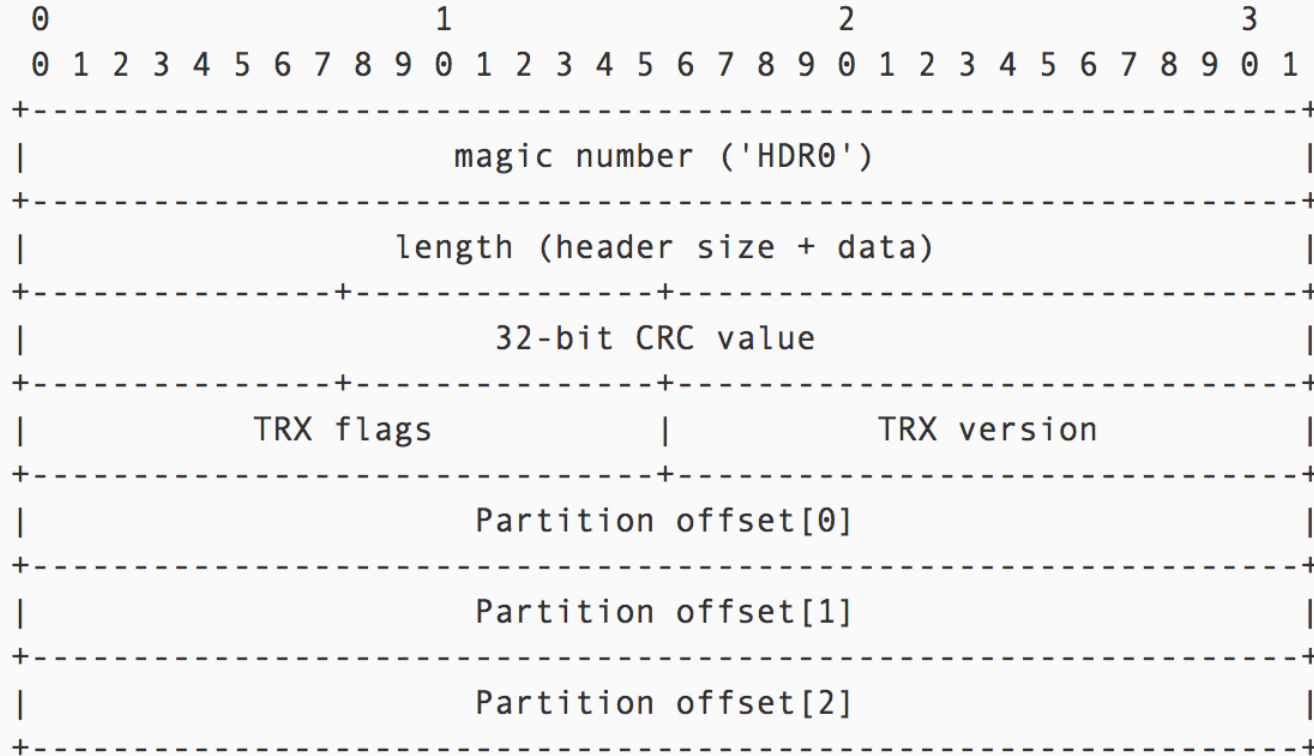 0                   1                   2                   3
0 1 2 3 4 5 6 7 8 9 0 1 2 3 4 5 6 7 8 9 0 1 2 3 4 5 6 7 8 9 0 1
+---------------------------------------------------------------+
|                     magic number ('HDR0')                     |
+---------------------------------------------------------------+
|                  length (header size + data)                  |
+---------------+---------------+-------------------------------+
|                       32-bit CRC value                        |
+---------------+---------------+-------------------------------+
|           TRX flags           |          TRX version          |
+-------------------------------+-------------------------------+
|                      Partition offset[0]                      |
+---------------------------------------------------------------+
|                      Partition offset[1]                      |
+---------------------------------------------------------------+
|                      Partition offset[2]                      |
+---------------------------------------------------------------+